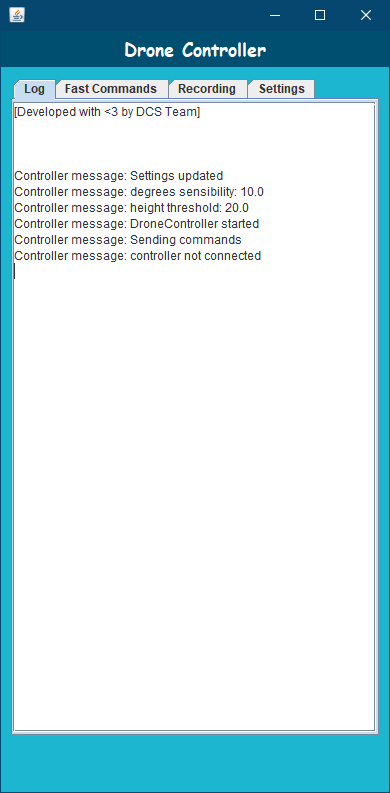 Drone Controller
Log Fast Commands Recording Settings
[Developed with <3 by DCS Team]
Controller message: Settings updated
Controller message: degrees sensibility: 10.0
Controller message: height threshold: 20.0
Controller message: DroneController started
Controller message: Sending commands
Controller message: controller not connected